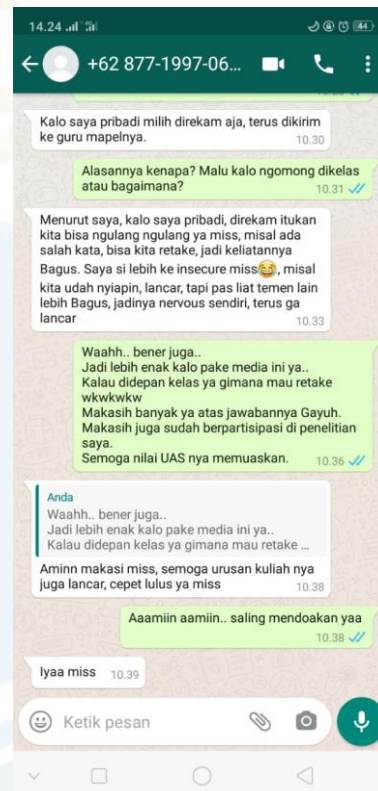 14.24
44
+62 877-1997-06...
Kalo saya pribadi milih direkam aja, terus dikirim
ke guru mapelnya.
10.30
Alasannya kenapa? Malu kalo ngomong dikelas
atau bagaimana?
10.31
Menurut saya, kalo saya pribadi, direkam itukan
kita bisa ngulang ngulang ya miss, misal ada
salah kata, bisa kita retake, jadi keliatannya
Bagus. Saya si lebih ke insecure miss😂, misal
kita udah nyiapin, lancar, tapi pas liat temen lain
lebih Bagus, jadinya nervous sendiri, terus ga
lancar
10.33
Waahh.. bener juga..
Jadi lebih enak kalo pake media ini ya..
Kalau didepan kelas ya gimana mau retake
wkwkwkw
Makasih banyak ya atas jawabannya Gayuh.
Makasih juga sudah berpartisipasi di penelitian
saya.
Semoga nilai UAS nya memuaskan.
10.36
Anda
Waahh.. bener juga..
Jadi lebih enak kalo pake media ini ya..
Kalau didepan kelas ya gimana mau retake ...
Aminn makasi miss, semoga urusan kuliah nya
juga lancar, cepet lulus ya miss
10.38
Aaamiin aamiin.. saling mendoakan yaa
10.38
Iyaa miss
10.39
Ketik pesan